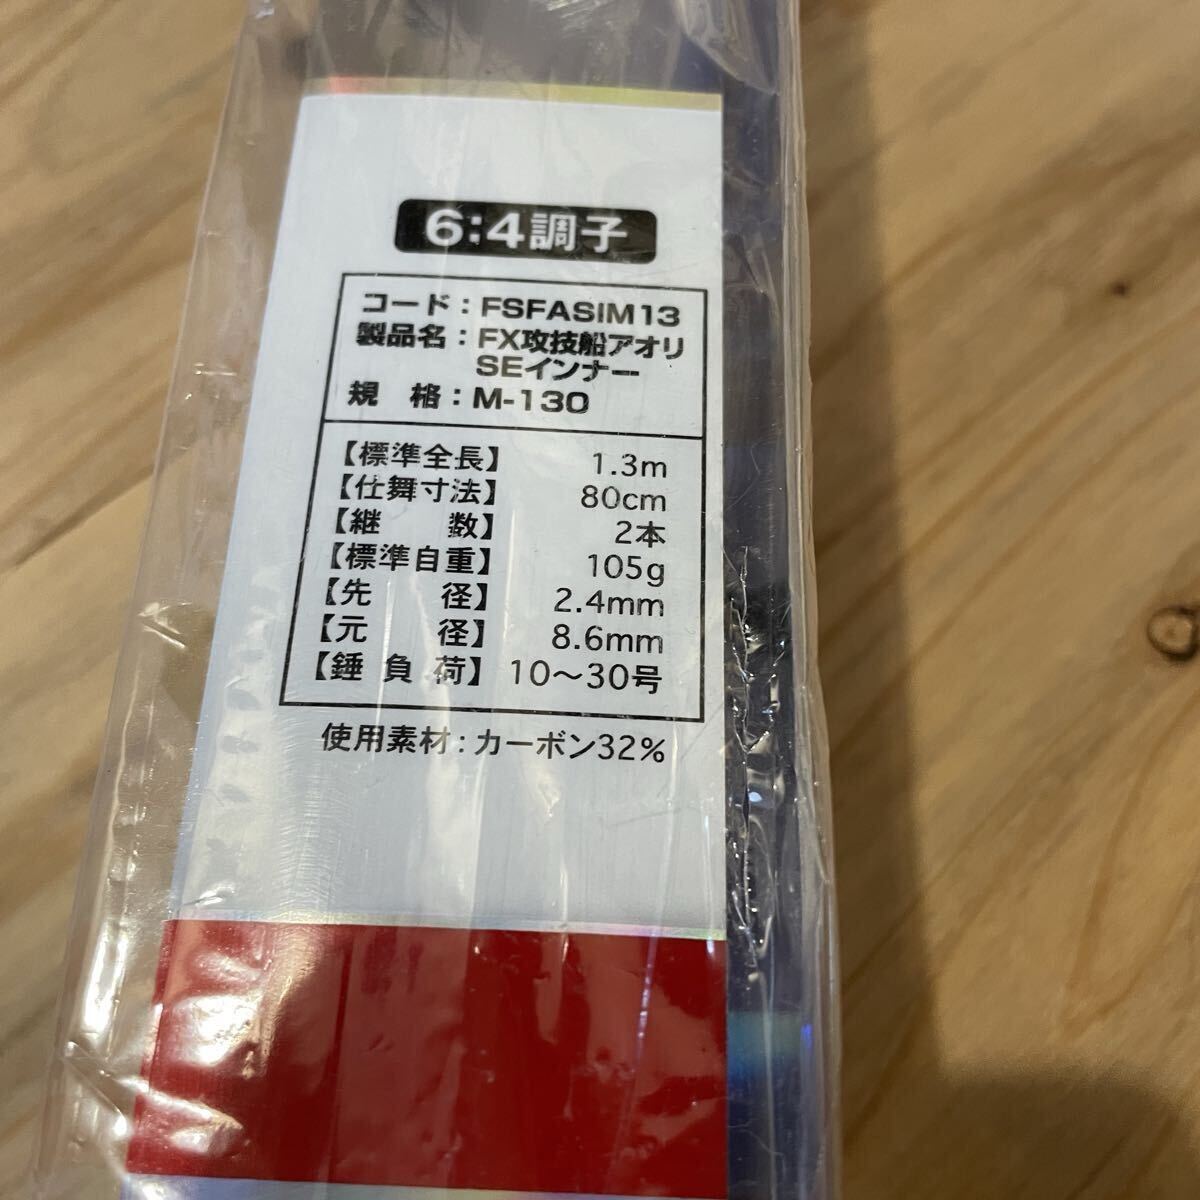 6:4調子
コード：FSFASIM13
製品名：FX攻技船アオリ
SEインナー
規　格：M-130
【標準全長】 1.3m
【仕舞寸法】 80cm
【継　　数】 2本
【標準自重】 105g
【先　　径】 2.4mm
【元　　径】 8.6mm
【錘 負 荷】 10～30号
使用素材：カーボン32%